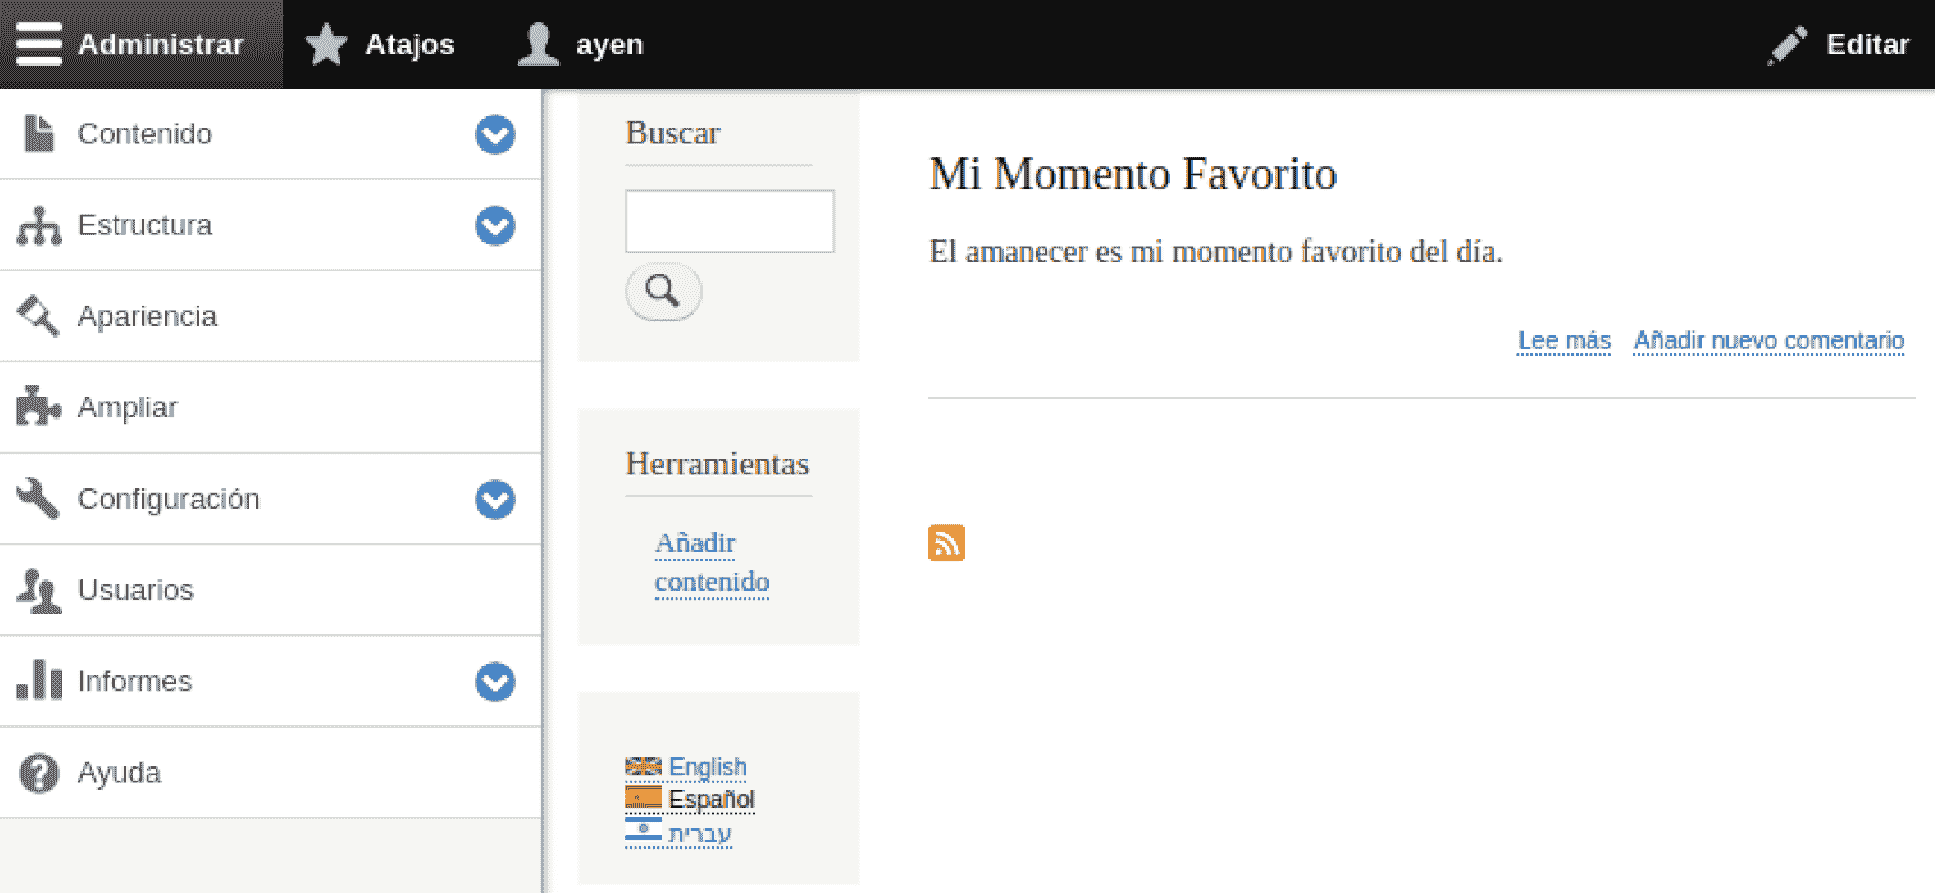 Administrar
Atajos
ayen
Editar
Contenido
Estructura
Apariencia
Ampliar
Configuración
Usuarios
Informes
Ayuda
Buscar
Herramientas
Añadir
contenido
English
Español
עברית
Mi Momento Favorito
El amanecer es mi momento favorito del día.
Lee más Añadir nuevo comentario